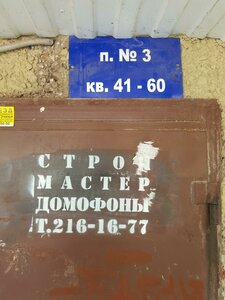 п. № 3
кв. 41 - 60
СТРОЙ
МАСТЕР
ДОМОФОНЫ
Т.216-16-77